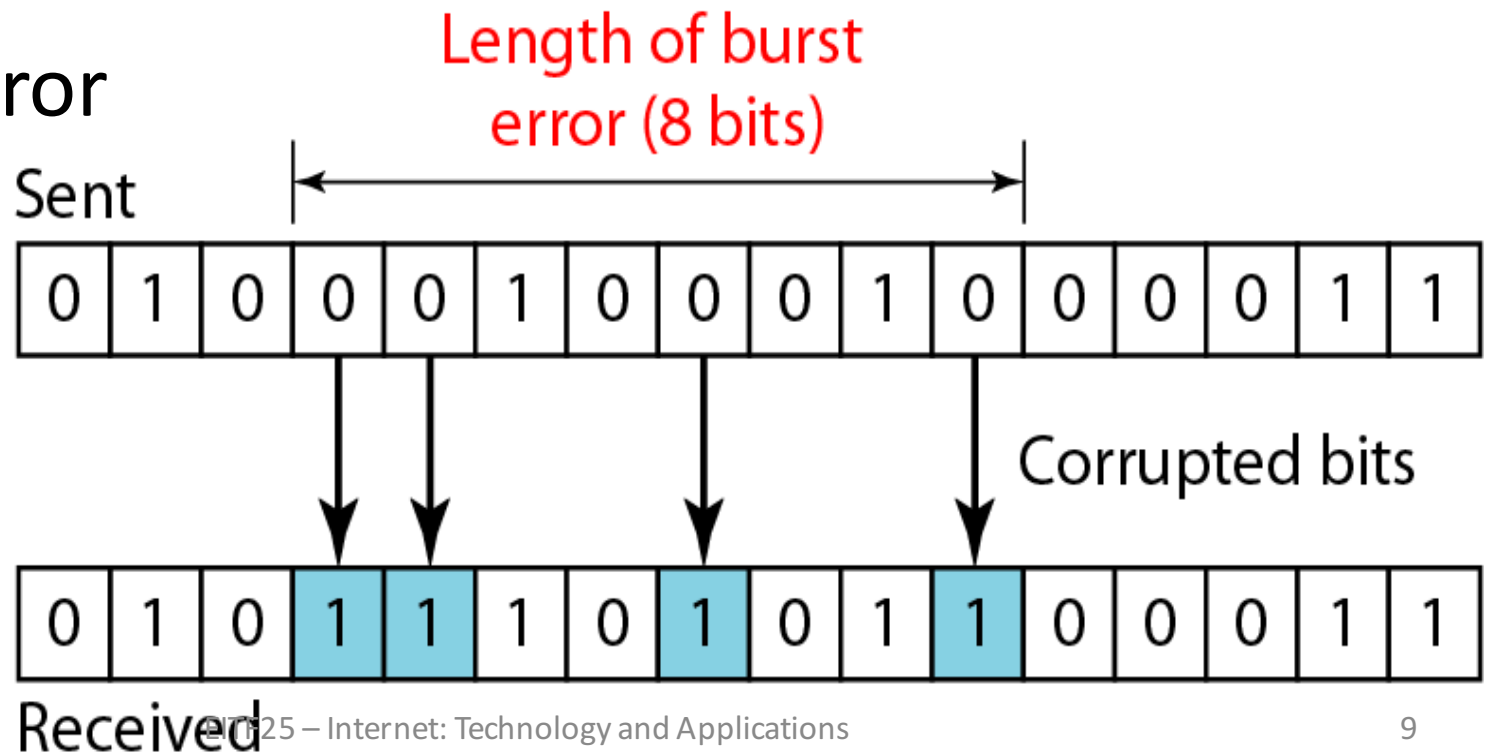 Length of burst
ror
error (8 bits)
Sent
0 1 0 0 0 1 0 0 0 1 0 0 0 0 1 1
Corrupted bits
0 1 0 1 1 1 0 1 0 1 1 0 0 0 1 1
Received
EITF25 – Internet: Technology and Applications
9